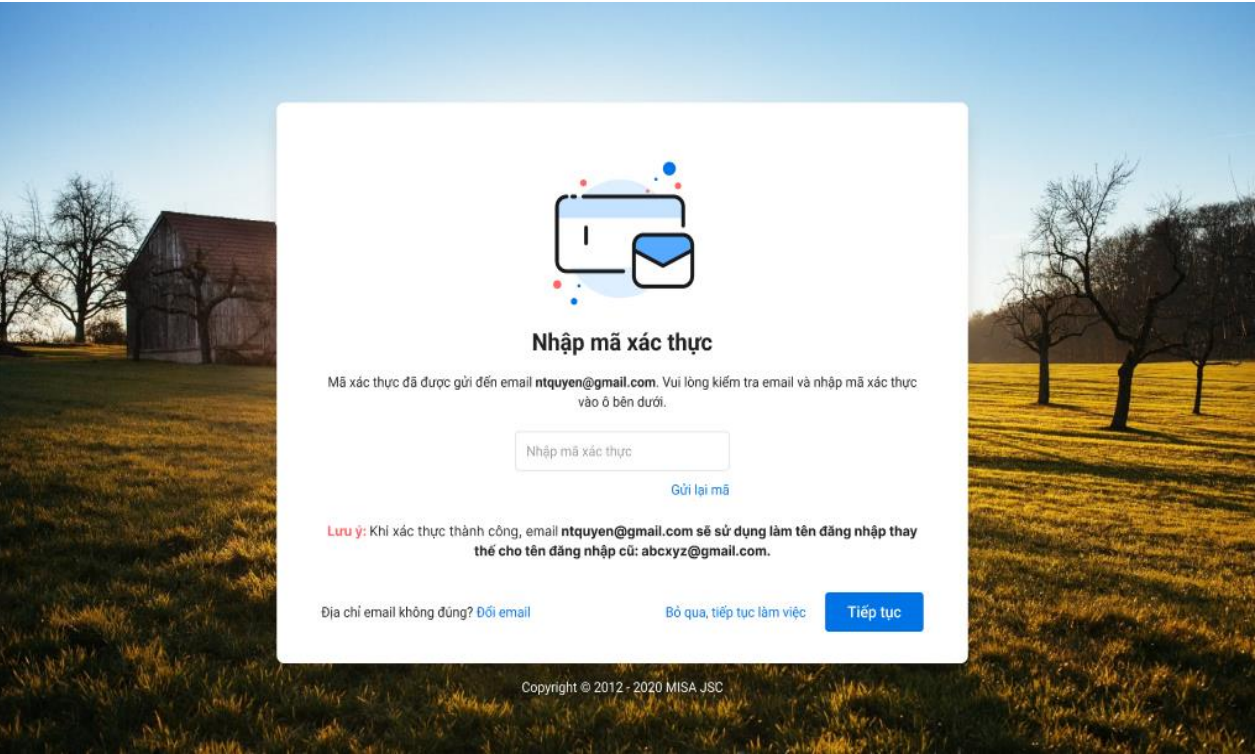 Nhập mã xác thực
Mã xác thực đã được gửi đến email ntquyen@gmail.com. Vui lòng kiểm tra email và nhập mã xác thực
vào ô bên dưới.
Nhập mã xác thực
Gửi lại mã
Lưu ý: Khi xác thực thành công, email ntquyen@gmail.com sẽ sử dụng làm tên đăng nhập thay
thế cho tên đăng nhập cũ: abcxyz@gmail.com.
Địa chỉ email không đúng? Đổi email
Bỏ qua, tiếp tục làm việc
Tiếp tục
Copyright © 2012 - 2020 MISA JSC